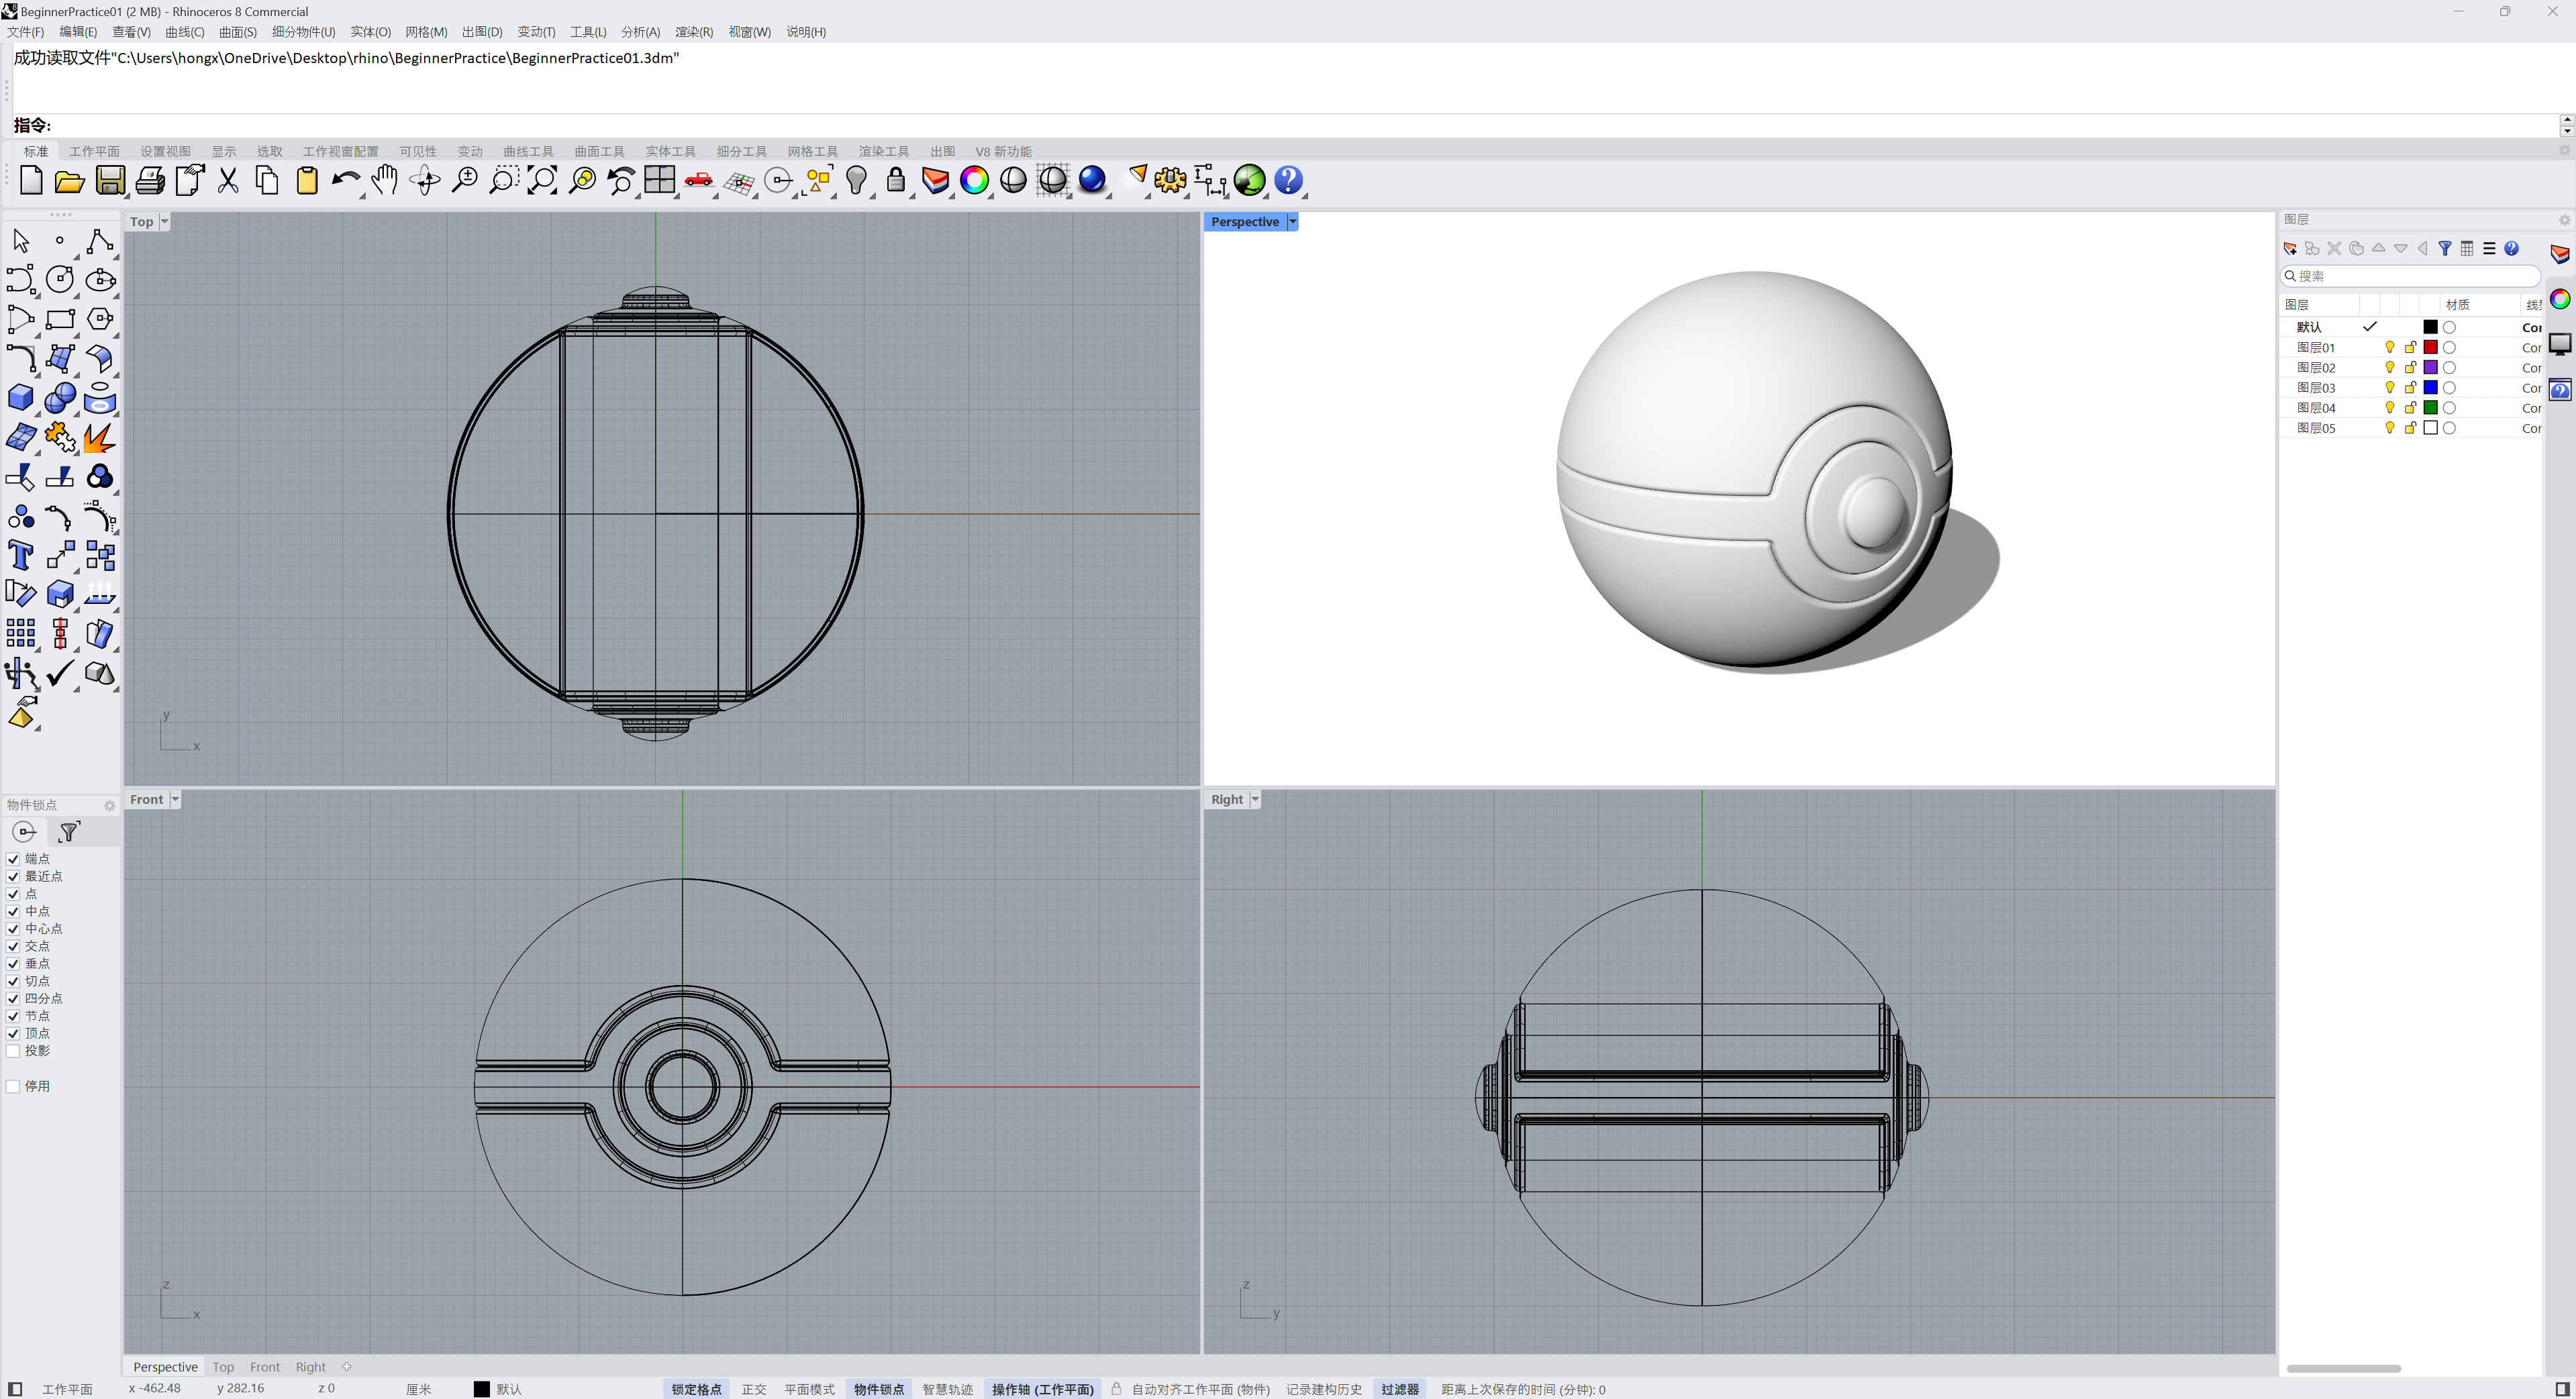 BeginnerPractice01 (2 MB) - Rhinoceros 8 Commercial
文件(F) 编辑(E) 查看(V) 曲线(C) 曲面(S) 细分物件(U) 实体(O) 网格(M) 出图(D) 变动(T) 工具(L) 分析(A) 渲染(R) 视窗(W) 说明(H)
成功读取文件"C:\Users\hongx\OneDrive\Desktop\rhino\BeginnerPractice\BeginnerPractice01.3dm"
指令:
标准 工作平面 设置视图 显示 选取 工作视窗配置 可见性 变动 曲线工具 曲面工具 实体工具 细分工具 网格工具 渲染工具 出图 V8 新功能
Top
y
x
Perspective
Front
z
x
Right
z
y
物件锁点
端点
最近点
点
中点
中心点
交点
垂点
切点
四分点
节点
顶点
投影
停用
图层
搜索
图层 材质 线型
默认 Cor
图层01 Cor
图层02 Cor
图层03 Cor
图层04 Cor
图层05 Cor
Perspective Top Front Right
工作平面 x -462.48 y 282.16 z 0 厘米 默认 锁定格点 正交 平面模式 物件锁点 智慧轨迹 操作轴 (工作平面) 自动对齐工作平面 (物件) 记录建构历史 过滤器 距离上次保存的时间 (分钟): 0